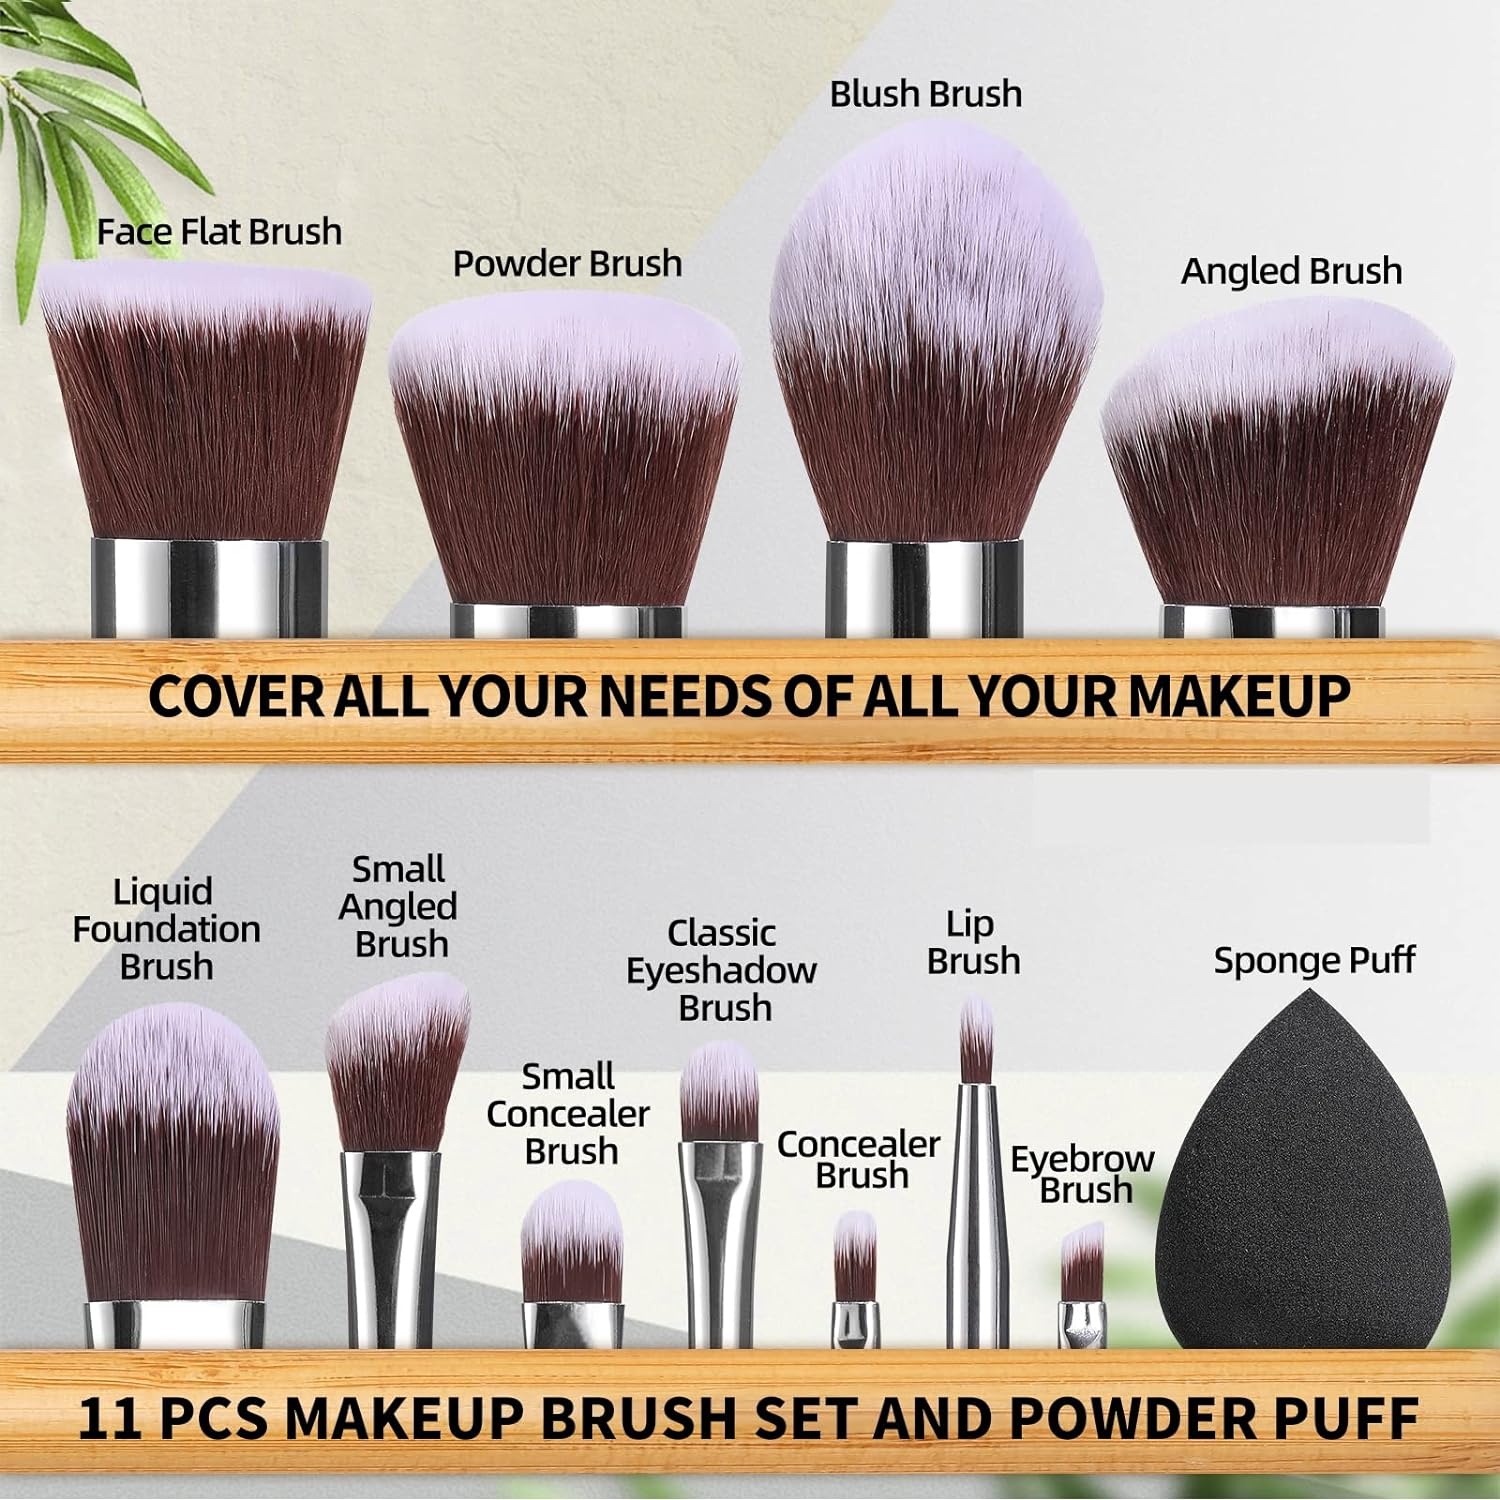 Blush Brush
Face Flat Brush
Powder Brush
Angled Brush
COVER ALL YOUR NEEDS OF ALL YOUR MAKEUP
Liquid
Foundation
Brush
Small
Angled
Brush
Small
Concealer
Brush
Classic
Eyeshadow
Brush
Concealer
Brush
Lip
Brush
Eyebrow
Brush
Sponge Puff
11 PCS MAKEUP BRUSH SET AND POWDER PUFF